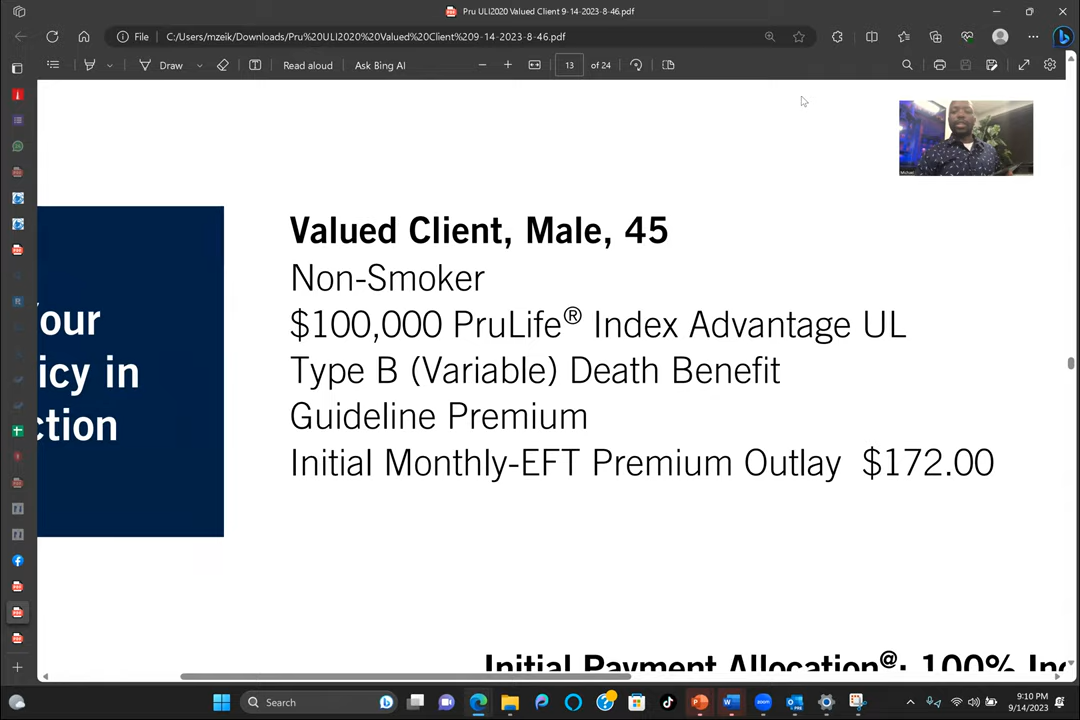 Pru ULI2020 Valued Client 9-14-2023-8-46.pdf
File C:/Users/mzeik/Downloads/Pru%20ULI2020%20Valued%20Client%209-14-2023-8-46.pdf
Draw Read aloud Ask Bing AI 13 of 24
Michael
our
icy in
ction
Valued Client, Male, 45
Non-Smoker
$100,000 PruLife® Index Advantage UL
Type B (Variable) Death Benefit
Guideline Premium
Initial Monthly-EFT Premium Outlay $172.00
Initial Payment Allocation@: 100% Ind
Search
9:10 PM
9/14/2023